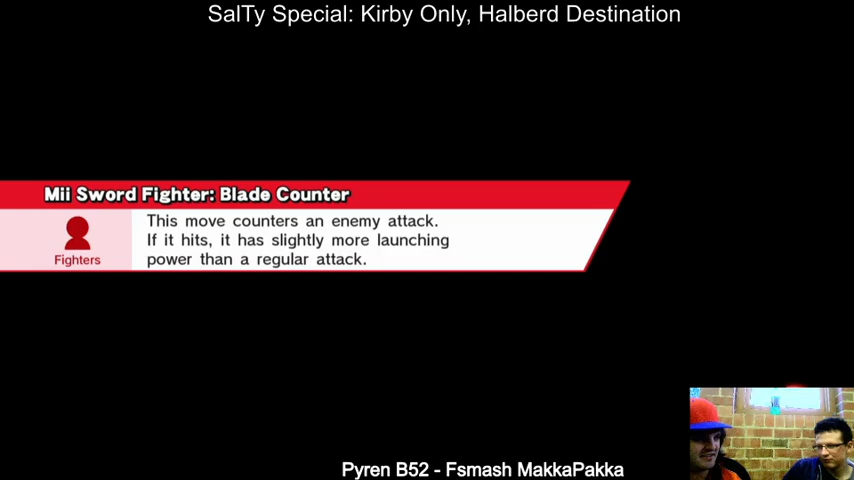 SalTy Special: Kirby Only, Halberd Destination
Mii Sword Fighter: Blade Counter
This move counters an enemy attack.
If it hits, it has slightly more launching
power than a regular attack.
Fighters
Pyren B52 - Fsmash MakkaPakka